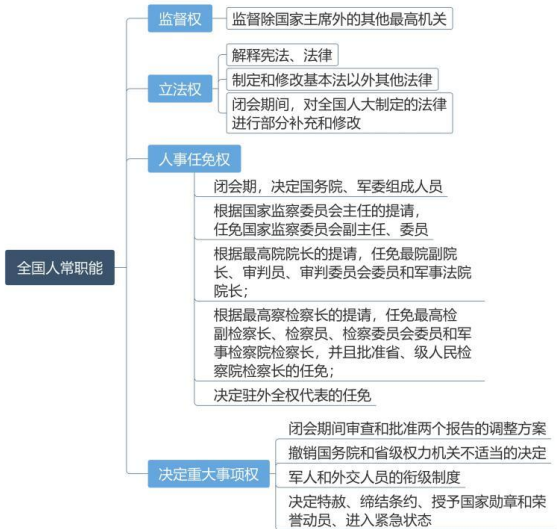 监督权
监督除国家主席外的其他最高机关
立法权
解释宪法、法律
制定和修改基本法以外其他法律
闭会期间，对全国人大制定的法律
进行部分补充和修改
人事任免权
闭会期，决定国务院、军委组成人员
根据国家监察委员会主任的提请，
任免国家监察委员会副主任、委员
根据最高院院长的提请，任免最院副院
长、审判员、审判委员会委员和军事法院
院长；
根据最高察检察长的提请，任免最高检
副检察长、检察员、检察委员会委员和军
事检察院检察长，并且批准省、级人民检
察院检察长的任免；
决定驻外全权代表的任免
全国人常职能
决定重大事项权
闭会期间审查和批准两个报告的调整方案
撤销国务院和省级权力机关不适当的决定
军人和外交人员的衔级制度
决定特赦、缔结条约、授予国家勋章和荣
誉动员、进入紧急状态